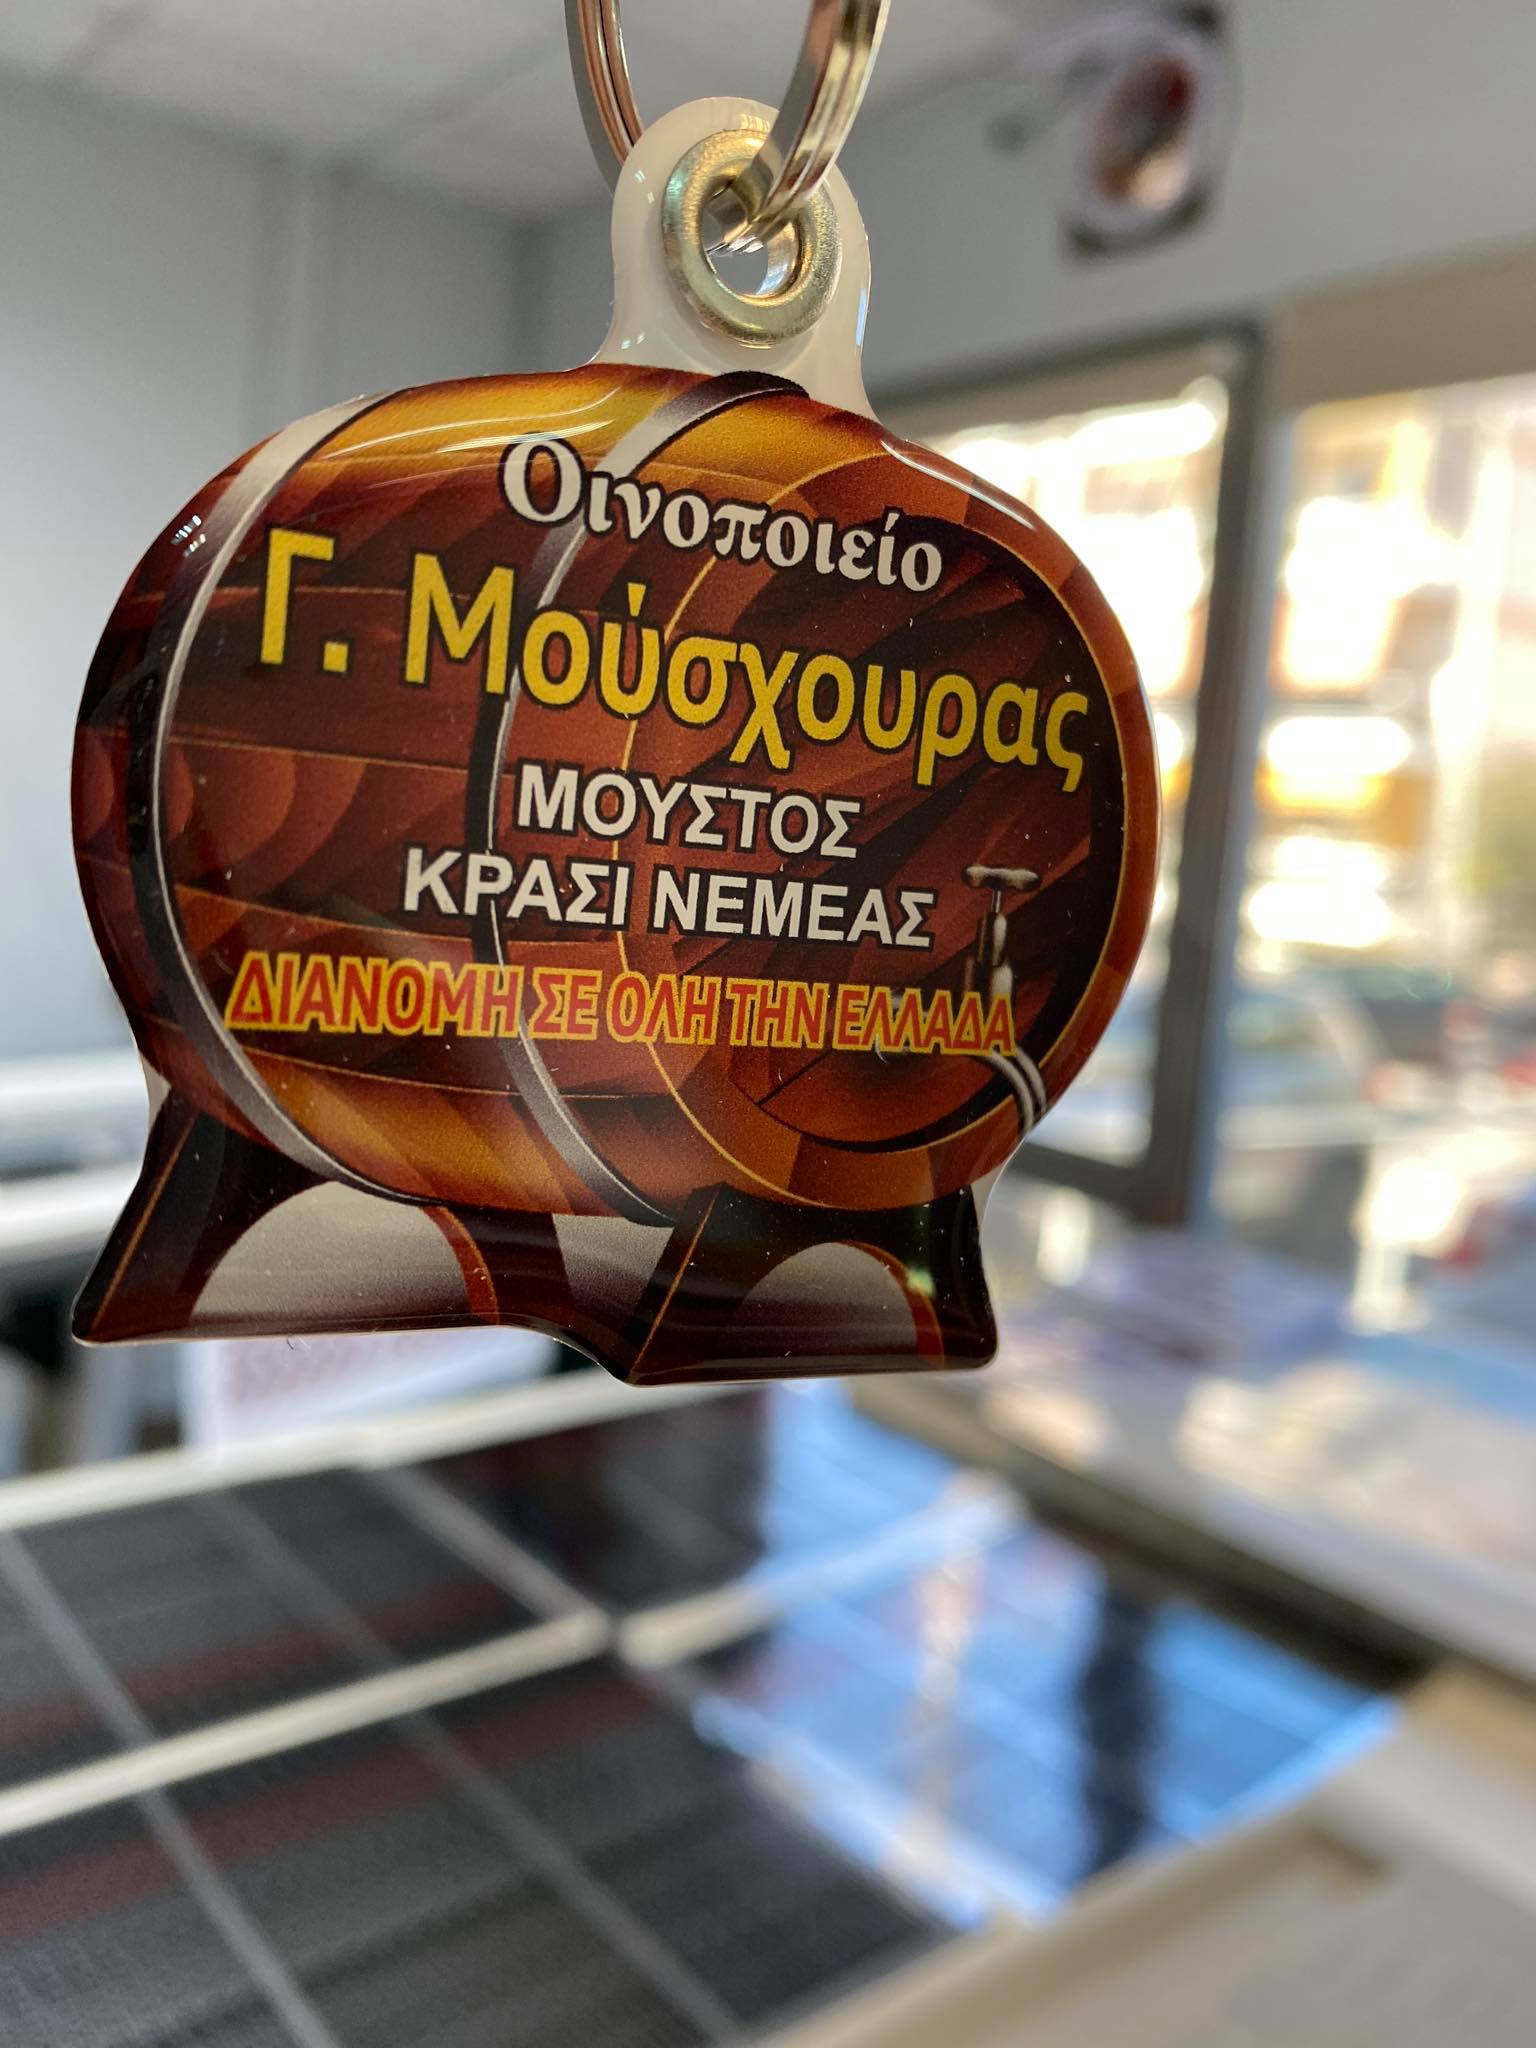 Οινοποιείο
Γ. Μούσχουρας
ΜΟΥΣΤΟΣ
ΚΡΑΣΙ ΝΕΜΕΑΣ
ΔΙΑΝΟΜΗ ΣΕ ΟΛΗ ΤΗΝ ΕΛΛΑΔΑ